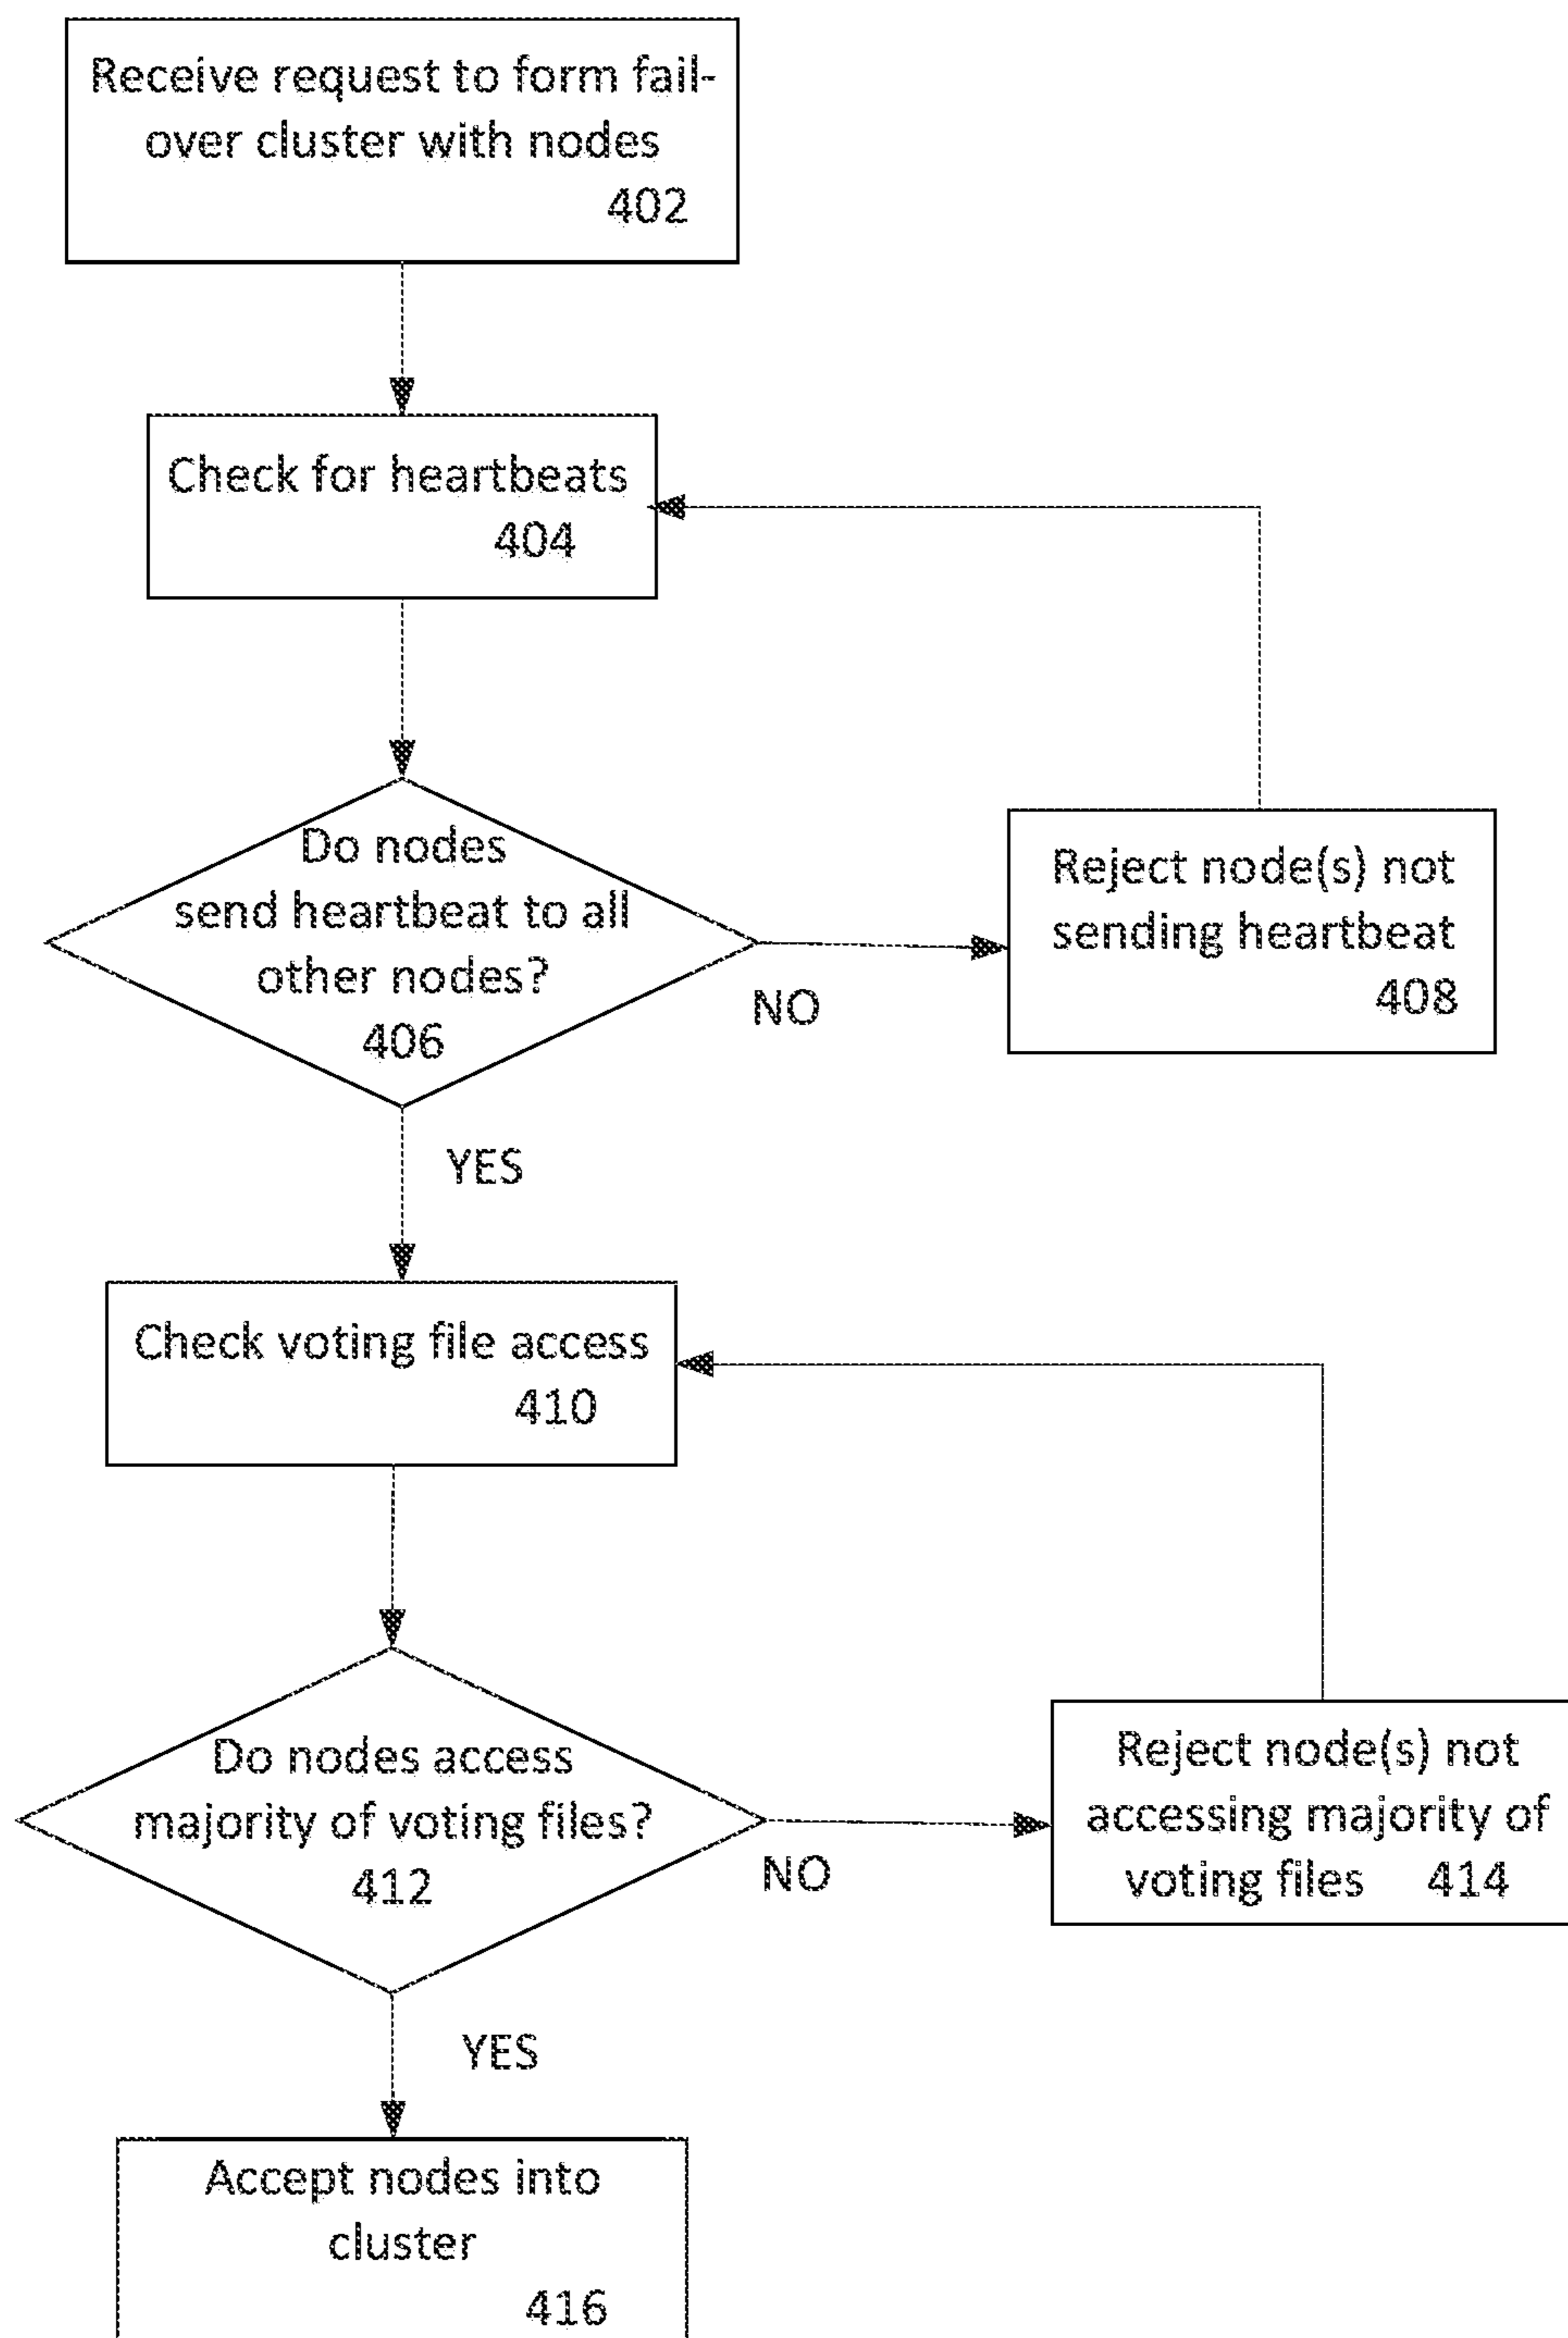 Receive request to form fail-
over cluster with nodes
402
Check for heartbeats
404
Do nodes
send heartbeat to all
other nodes?
406
NO
Reject node(s) not
sending heartbeat
408
YES
Check voting file access
410
Do nodes access
majority of voting files?
412
NO
Reject node(s) not
accessing majority of
voting files 414
YES
Accept nodes into
cluster
416